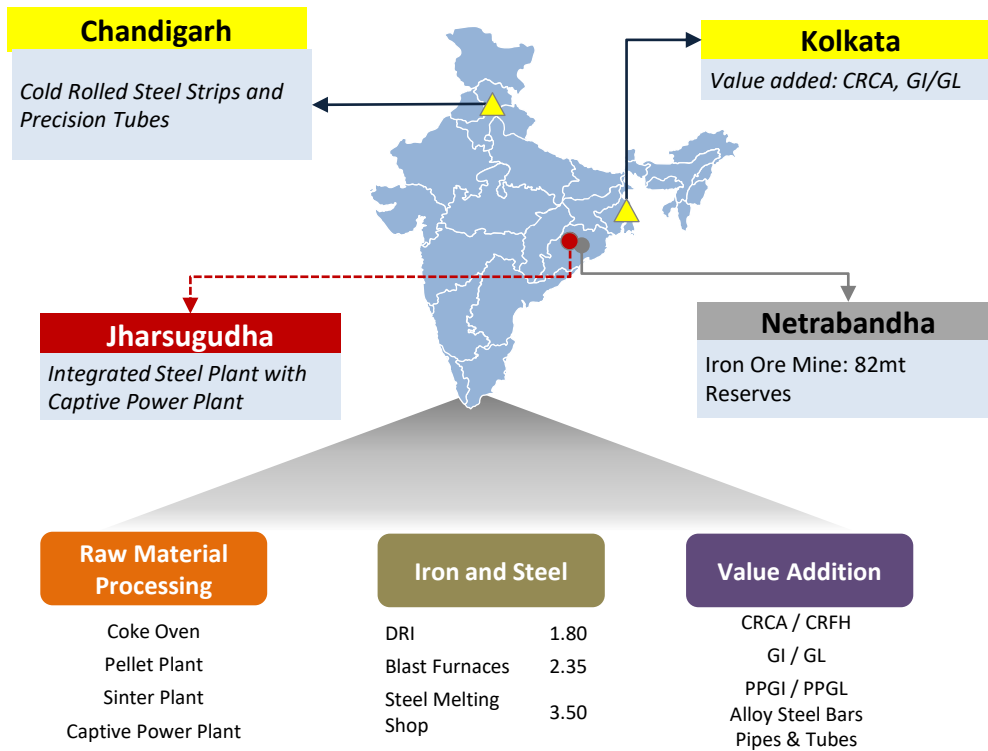 Chandigarh
Cold Rolled Steel Strips and
Precision Tubes
Kolkata
Value added: CRCA, GI/GL
Jharsugudha
Integrated Steel Plant with
Captive Power Plant
Netrabandha
Iron Ore Mine: 82mt
Reserves
Raw Material
Processing
Coke Oven
Pellet Plant
Sinter Plant
Captive Power Plant
Iron and Steel
DRI 1.80
Blast Furnaces 2.35
Steel Melting
Shop 3.50
Value Addition
CRCA / CRFH
GI / GL
PPGI / PPGL
Alloy Steel Bars
Pipes & Tubes